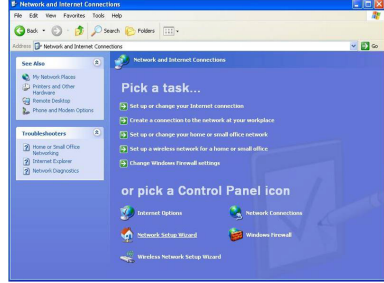 Network and Internet Connections
File Edit View Favorites Tools Help
Back Search Folders
Address Network and Internet Connections Go
See Also
My Network Places
Printers and Other
Hardware
Remote Desktop
Phone and Modem Options
Troubleshooters
Home or Small Office
Networking
Internet Explorer
Network Diagnostics
Network and Internet Connections
Pick a task...
Set up or change your Internet connection
Create a connection to the network at your workplace
Set up or change your home or small office network
Set up a wireless network for a home or small office
Change Windows Firewall settings
or pick a Control Panel icon
Internet Options
Network Connections
Network Setup Wizard
Windows Firewall
Wireless Network Setup Wizard